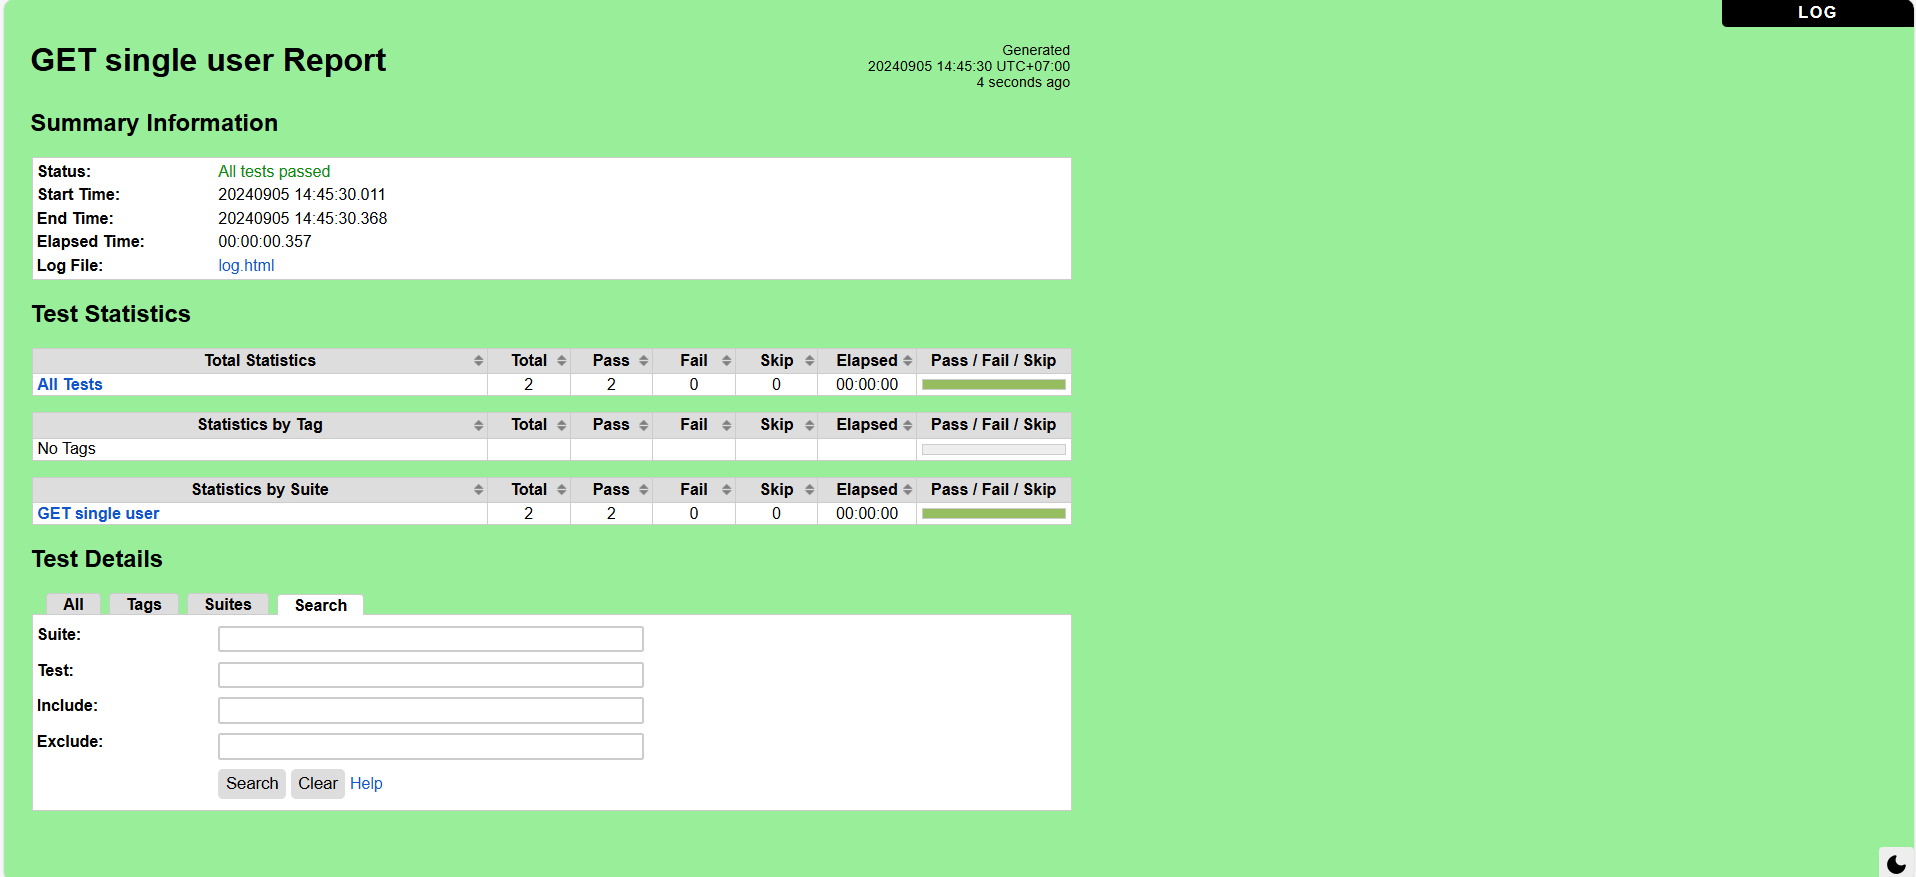 LOG
GET single user Report
Generated
20240905 14:45:30 UTC+07:00
4 seconds ago
Summary Information
Status: All tests passed
Start Time: 20240905 14:45:30.011
End Time: 20240905 14:45:30.368
Elapsed Time: 00:00:00.357
Log File: log.html
Test Statistics
Total Statistics Total Pass Fail Skip Elapsed Pass / Fail / Skip
All Tests 2 2 0 0 00:00:00
Statistics by Tag Total Pass Fail Skip Elapsed Pass / Fail / Skip
No Tags
Statistics by Suite Total Pass Fail Skip Elapsed Pass / Fail / Skip
GET single user 2 2 0 0 00:00:00
Test Details
All Tags Suites Search
Suite:
Test:
Include:
Exclude:
Search Clear Help